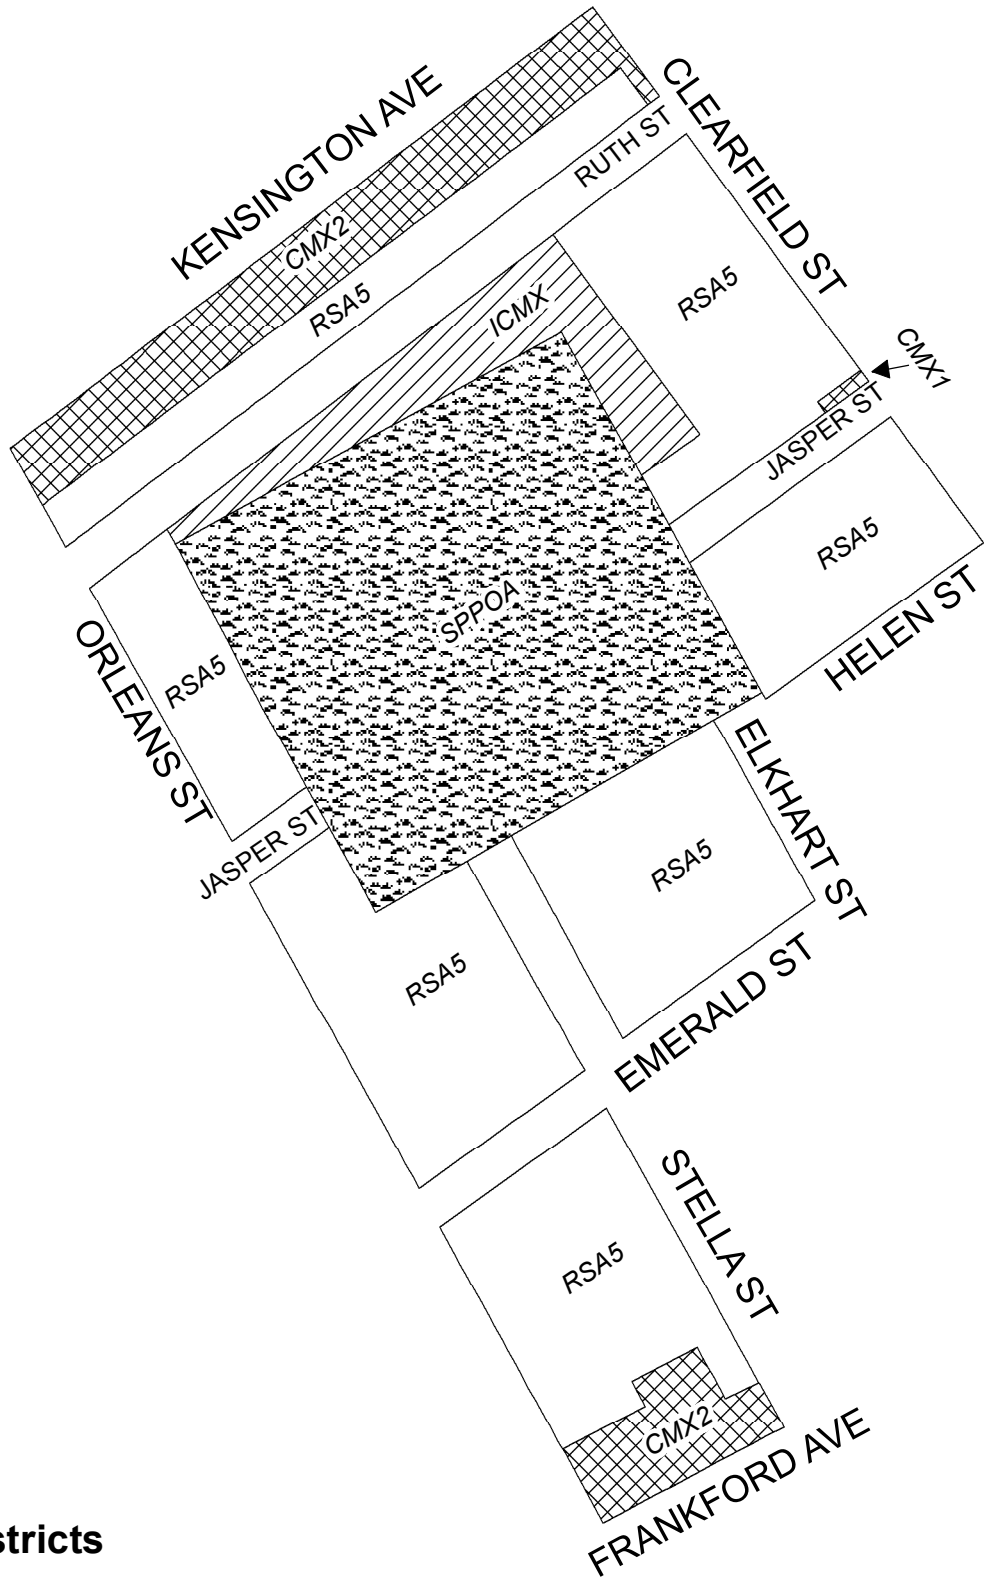 KENSINGTON AVE
CLEARFIELD ST
RUTH ST
CMX2
RSA5
ICMX
RSA5
CMX1
JASPER ST
RSA5
HELEN ST
SPPOA
ORLEANS ST
RSA5
JASPER ST
ELKHART ST
RSA5
RSA5
EMERALD ST
STELLA ST
RSA5
CMX2
FRANKFORD AVE
stricts